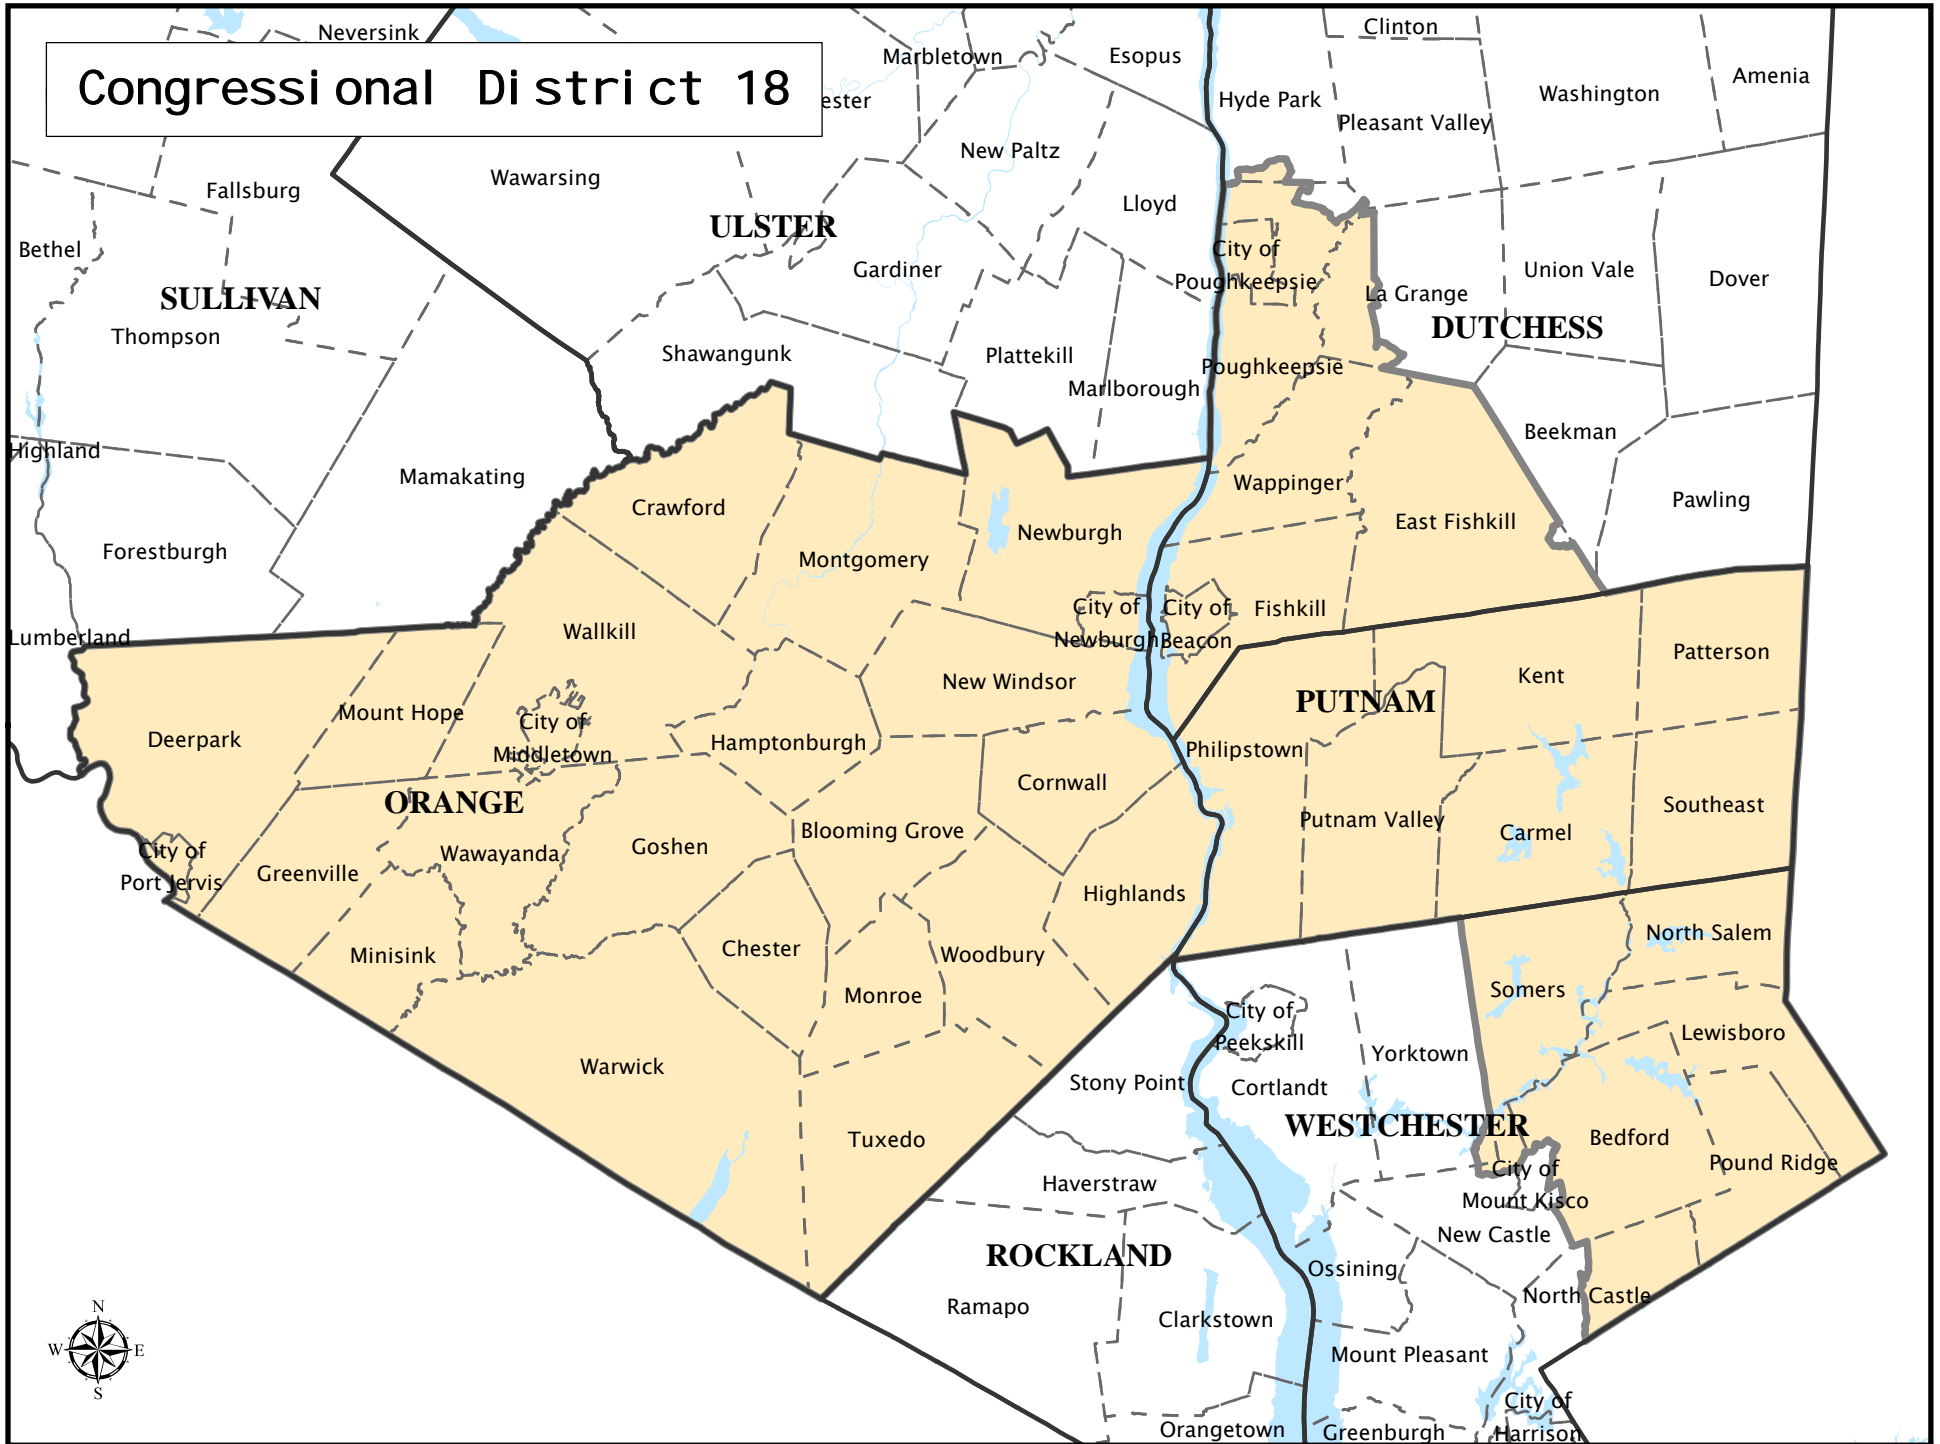 Congressional District 18
Neversink
Marbletown
Esopus
Clinton
Amenia
ester
Hyde Park
Washington
Pleasant Valley
New Paltz
Wawarsing
Fallsburg
Lloyd
ULSTER
Bethel
City of
Poughkeepsie
Gardiner
Union Vale
Dover
SULLIVAN
La Grange
DUTCHESS
Thompson
Shawangunk
Plattekill
Poughkeepsie
Marlborough
Beekman
Highland
Mamakating
Wappinger
Pawling
Crawford
East Fishkill
Newburgh
Forestburgh
Montgomery
City of
Newburgh
City of
Beacon
Fishkill
Lumberland
Wallkill
Patterson
Kent
New Windsor
PUTNAM
Mount Hope
City of
Middletown
Deerpark
Hamptonburgh
Philipstown
Cornwall
ORANGE
Southeast
Putnam Valley
Blooming Grove
Carmel
Goshen
Wawayanda
City of
Port Jervis
Greenville
Highlands
North Salem
Chester
Minisink
Woodbury
Somers
Monroe
City of
Peekskill
Lewisboro
Yorktown
Warwick
Stony Point
Cortlandt
WESTCHESTER
Tuxedo
Bedford
Pound Ridge
City of
Mount Kisco
Haverstraw
New Castle
ROCKLAND
Ossining
North Castle
Ramapo
Clarkstown
Mount Pleasant
City of
Harrison
Orangetown
Greenburgh
N
W
E
S